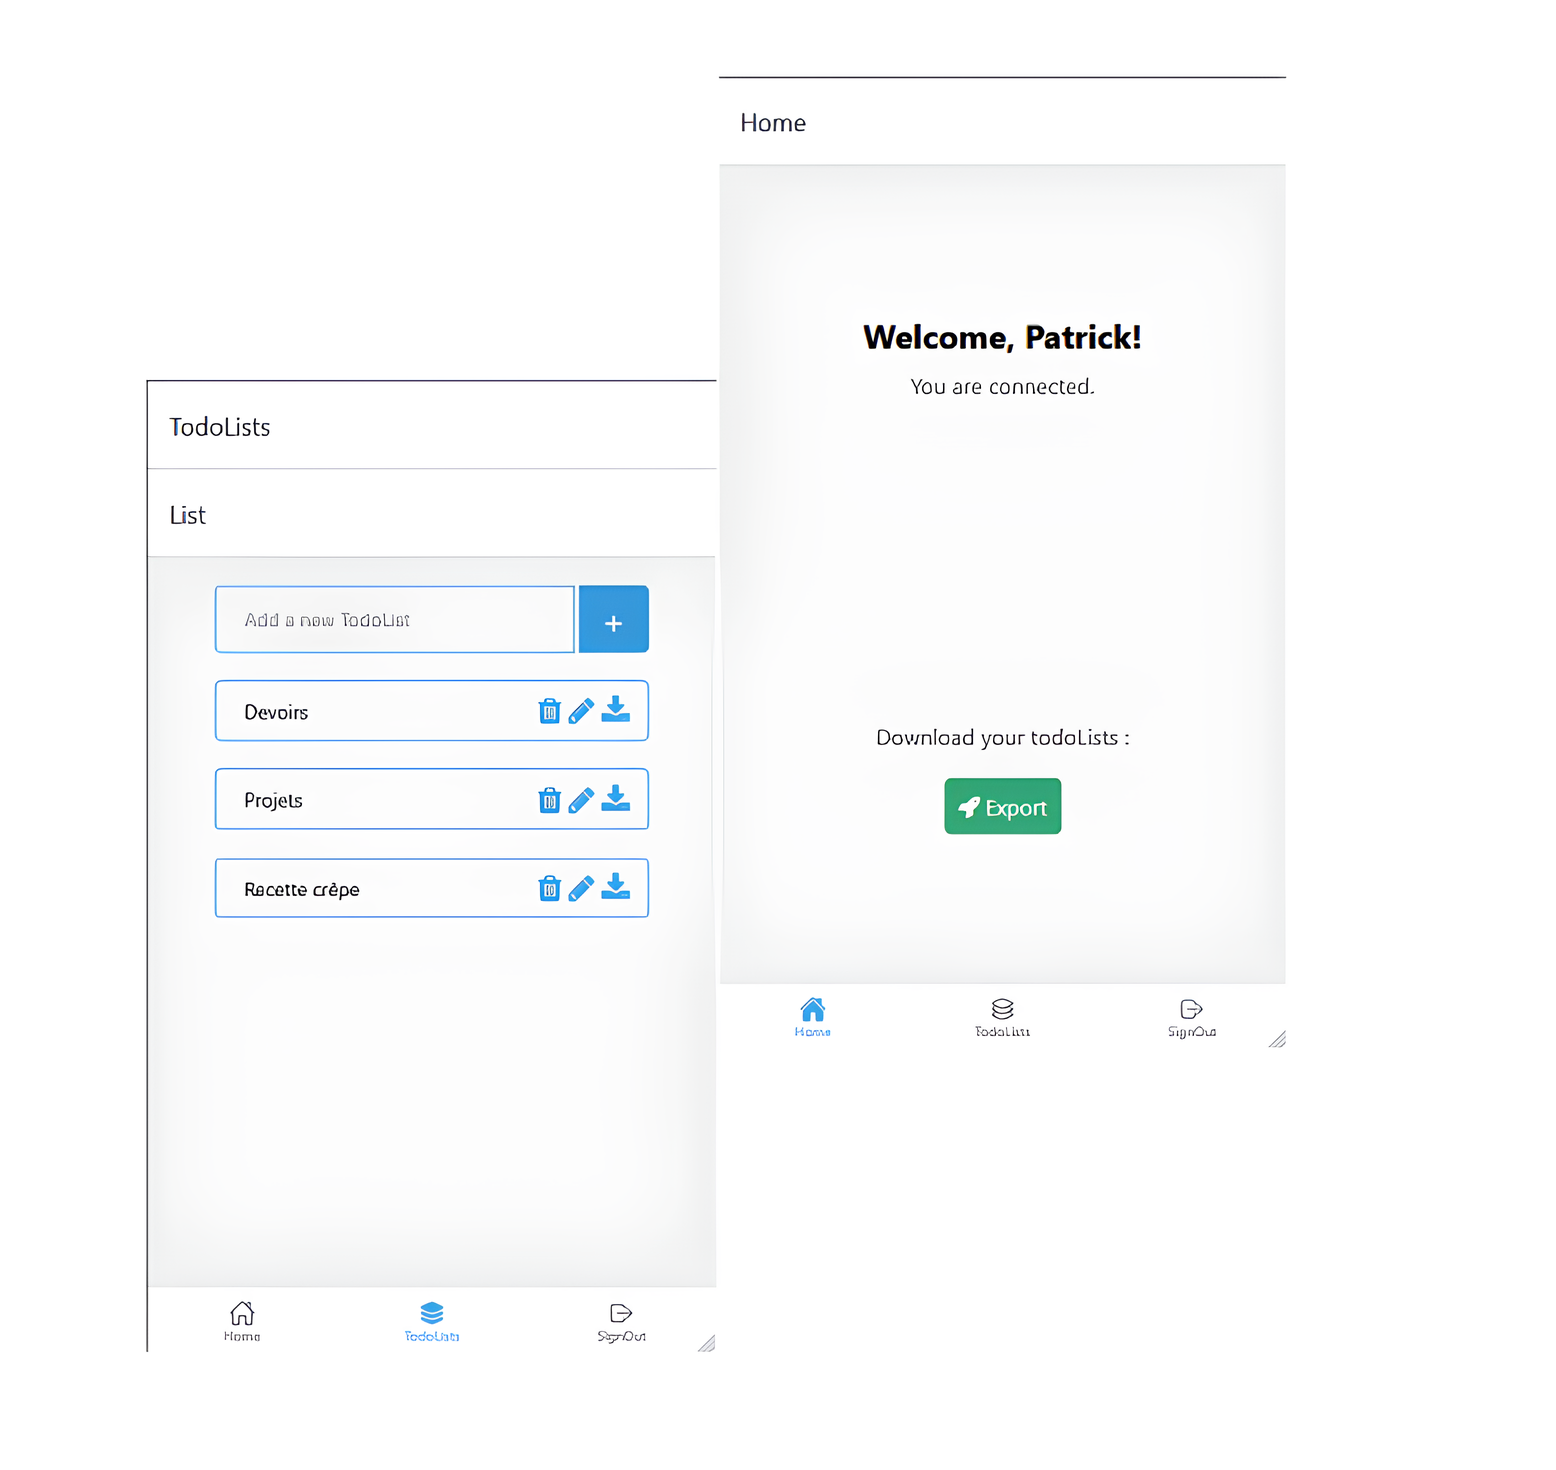 Home
Welcome, Patrick!
You are connected.
Download your todoLists :
Export
Home
TodoLists
SignOut
TodoLists
List
Add a new TodoList
+
Devoirs
Projets
Recette crêpe
Home
TodoLists
SignOut